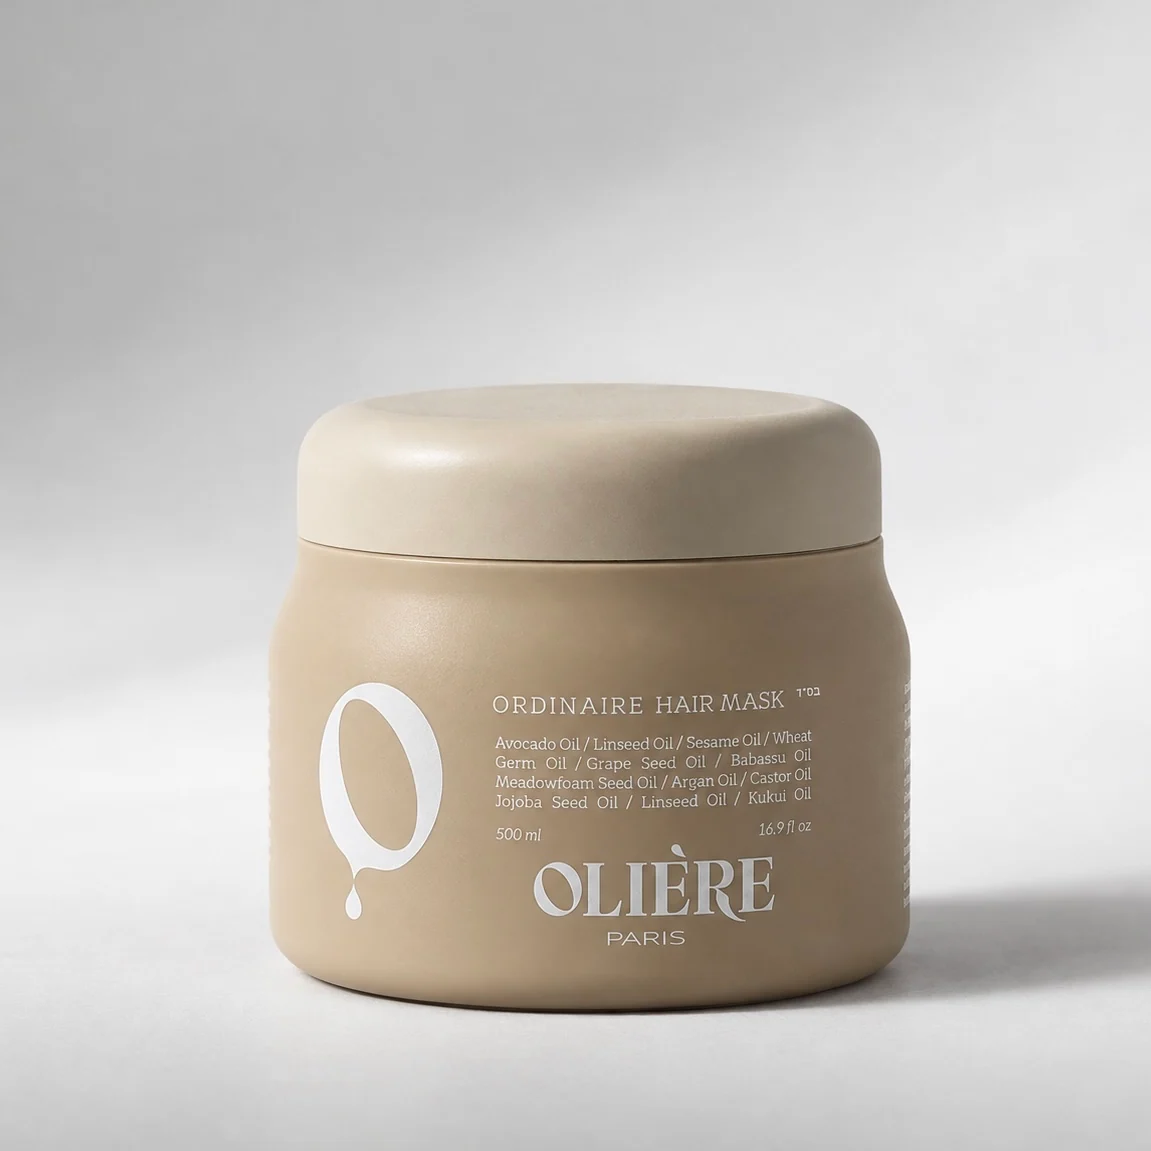 ORDINAIRE HAIR MASK בס"ד
Avocado Oil / Linseed Oil / Sesame Oil / Wheat
Germ Oil / Grape Seed Oil / Babassu Oil
Meadowfoam Seed Oil / Argan Oil / Castor Oil
Jojoba Seed Oil / Linseed Oil / Kukui Oil
500 ml 16.9 fl oz
OLIÈRE
PARIS